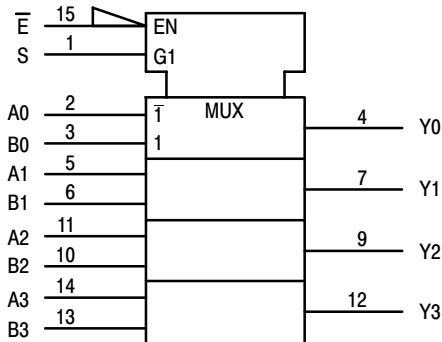 E̅ 15 EN
S 1 G1
MUX
A0 2 1̅ 4 Y0
B0 3 1
A1 5 7 Y1
B1 6
A2 11 9 Y2
B2 10
A3 14 12 Y3
B3 13